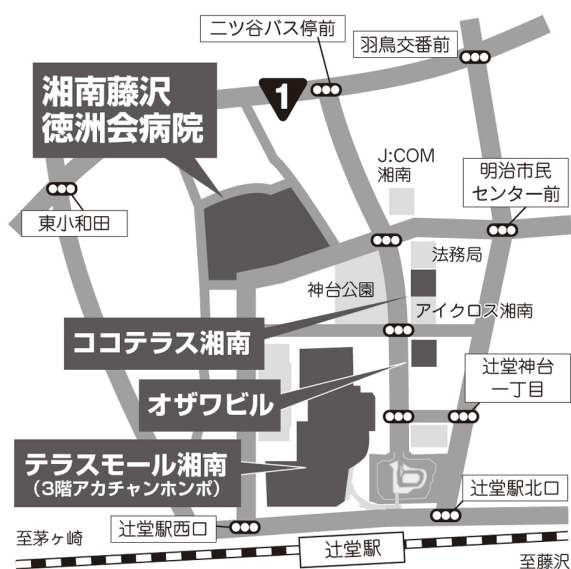 二ツ谷バス停前
羽鳥交番前
1
湘南藤沢
徳洲会病院
J:COM
湘南
明治市民
センター前
東小和田
法務局
神台公園
アイクロス湘南
ココテラス湘南
オザワビル
辻堂神台
一丁目
テラスモール湘南
(3階アカチャンホンポ)
辻堂駅北口
辻堂駅西口
至茅ヶ崎
辻堂駅
至藤沢